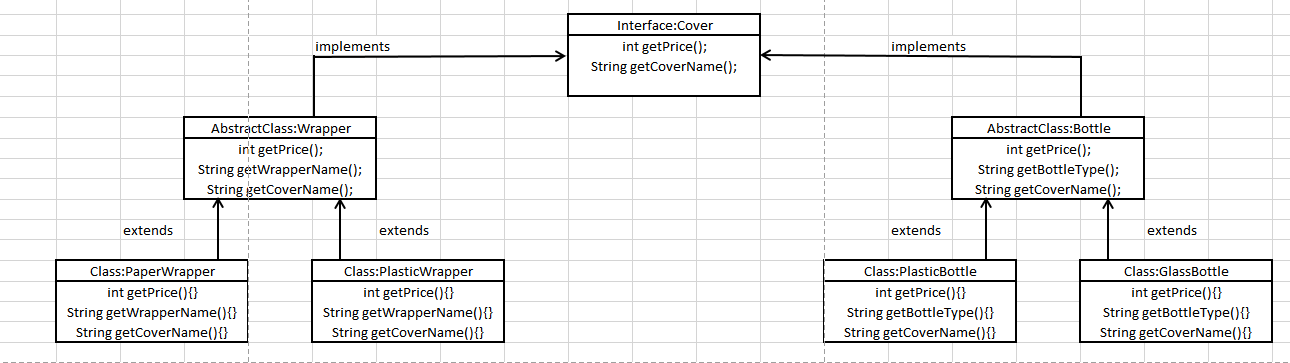 Interface:Cover
int getPrice();
String getCoverName();
implements
implements
AbstractClass:Wrapper
int getPrice();
String getWrapperName();
String getCoverName();
AbstractClass:Bottle
int getPrice();
String getBottleType();
String getCoverName();
extends
extends
extends
extends
Class:PaperWrapper
int getPrice(){}
String getWrapperName(){}
String getCoverName(){}
Class:PlasticWrapper
int getPrice(){}
String getWrapperName(){}
String getCoverName(){}
Class:PlasticBottle
int getPrice(){}
String getBottleType(){}
String getCoverName(){}
Class:GlassBottle
int getPrice(){}
String getBottleType(){}
String getCoverName(){}